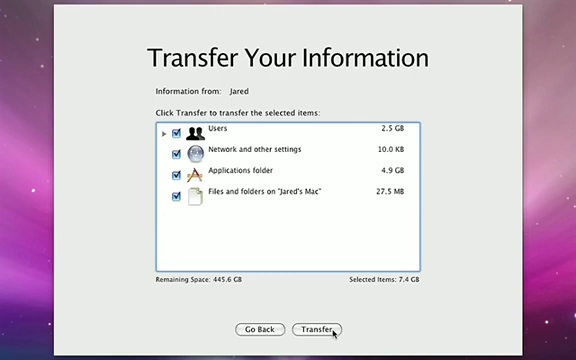 Transfer Your Information
Information from: Jared
Click Transfer to transfer the selected items:
Users 2.5 GB
Network and other settings 10.0 KB
Applications folder 4.9 GB
Files and folders on "Jared's Mac" 27.5 MB
Remaining Space: 445.6 GB Selected Items: 7.4 GB
Go Back Transfer